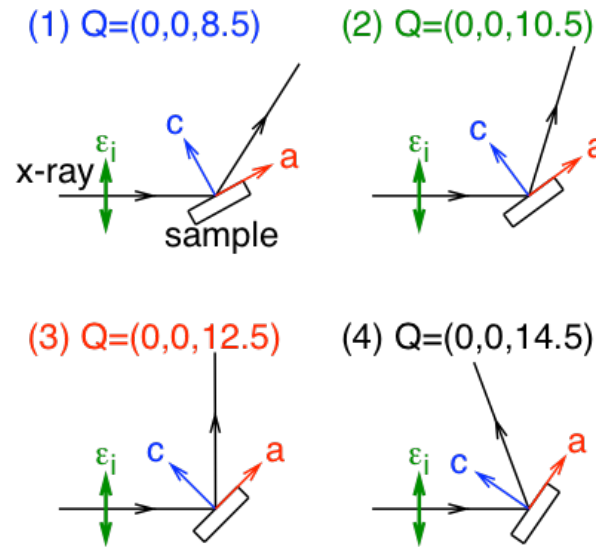 (1) Q=(0,0,8.5)
c
εi
a
x-ray
sample
(2) Q=(0,0,10.5)
c
εi
a
(3) Q=(0,0,12.5)
c
εi
a
(4) Q=(0,0,14.5)
c
εi
a